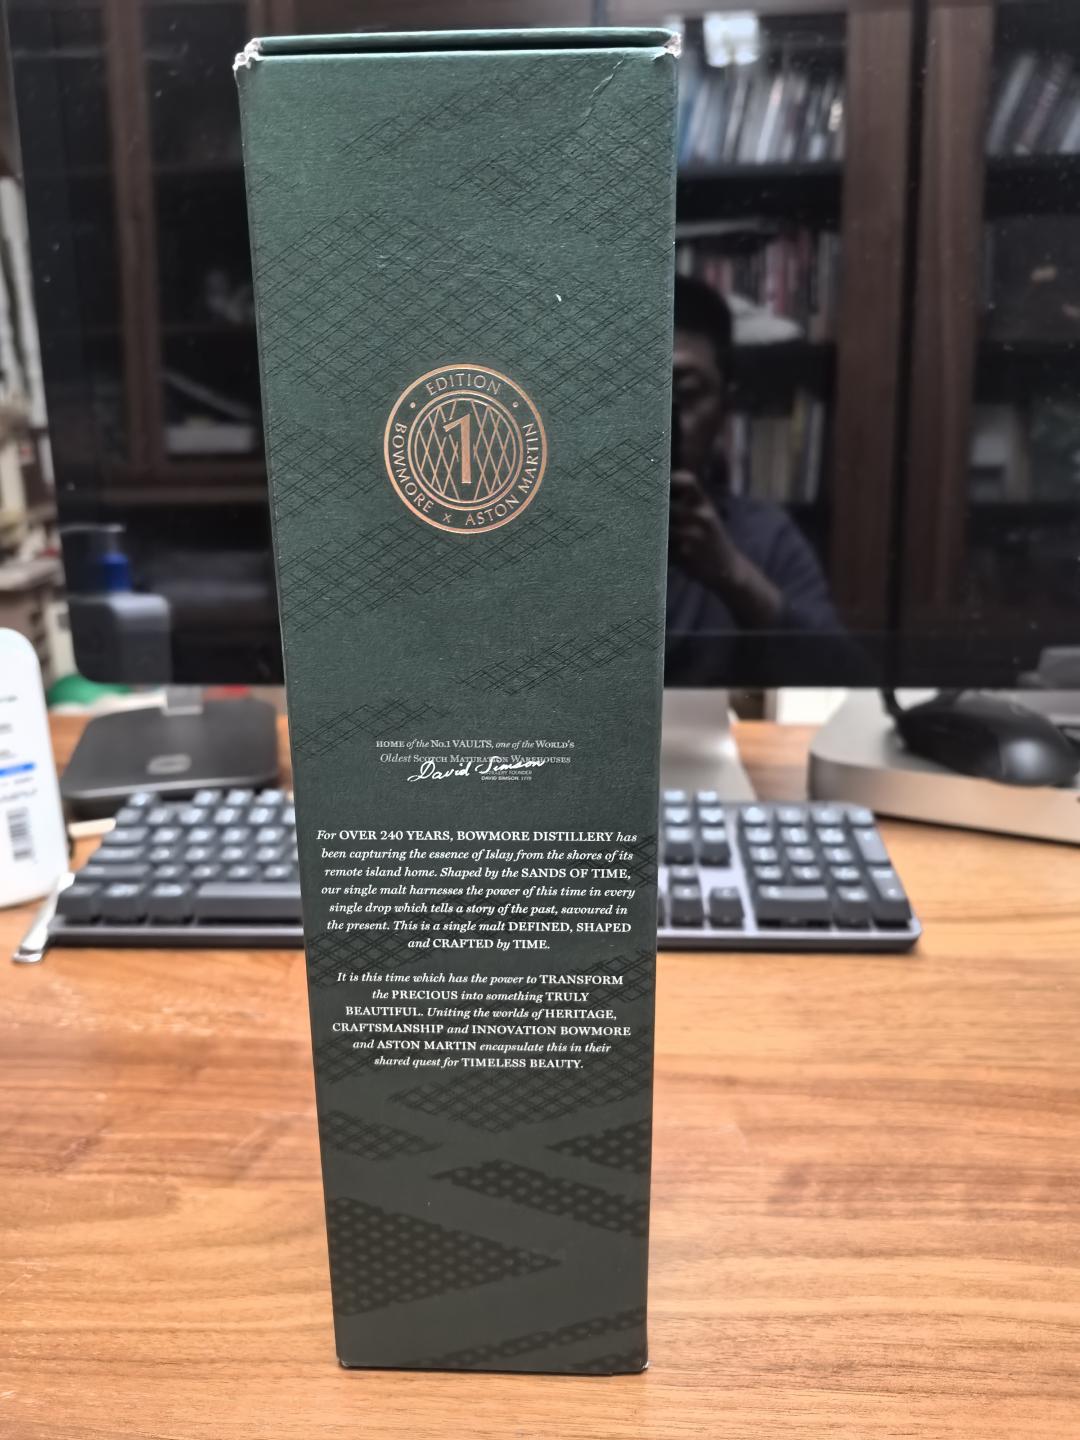 EDITION
1
BOWMORE x ASTON MARTIN
HOME of the No.1 VAULTS, one of the WORLD'S
Oldest SCOTCH MATURATION WAREHOUSES
David Simson
DISTILLERY FOUNDER
DAVID SIMSON, 1779
For OVER 240 YEARS, BOWMORE DISTILLERY has
been capturing the essence of Islay from the shores of its
remote island home. Shaped by the SANDS OF TIME,
our single malt harnesses the power of this time in every
single drop which tells a story of the past, savoured in
the present. This is a single malt DEFINED, SHAPED
and CRAFTED by TIME.
It is this time which has the power to TRANSFORM
the PRECIOUS into something TRULY
BEAUTIFUL. Uniting the worlds of HERITAGE,
CRAFTSMANSHIP and INNOVATION BOWMORE
and ASTON MARTIN encapsulate this in their
shared quest for TIMELESS BEAUTY.